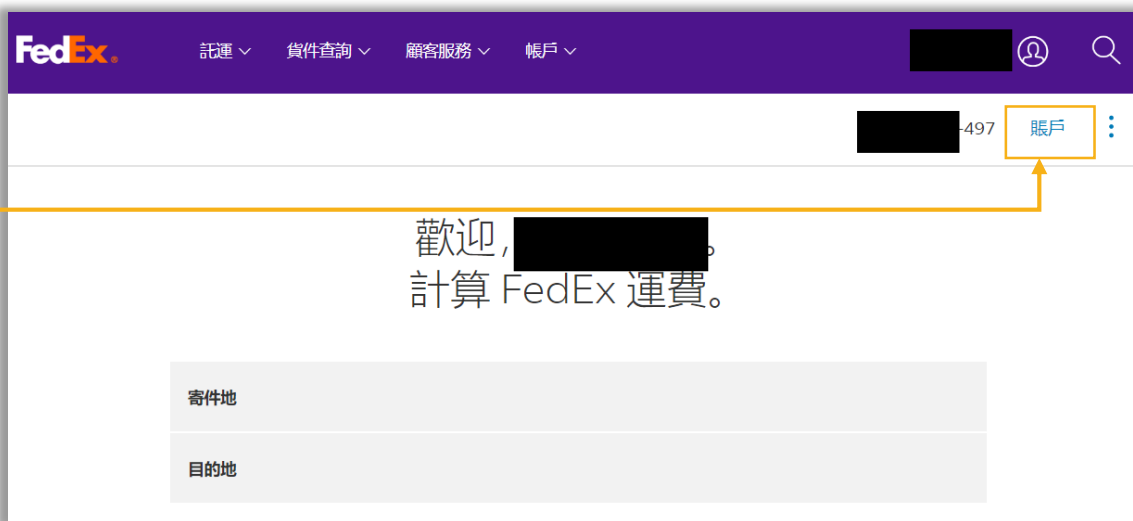 FedEx®
託運 貨件查詢 顧客服務 帳戶
-497 賬戶
歡迎, 。
計算 FedEx 運費。
寄件地
目的地